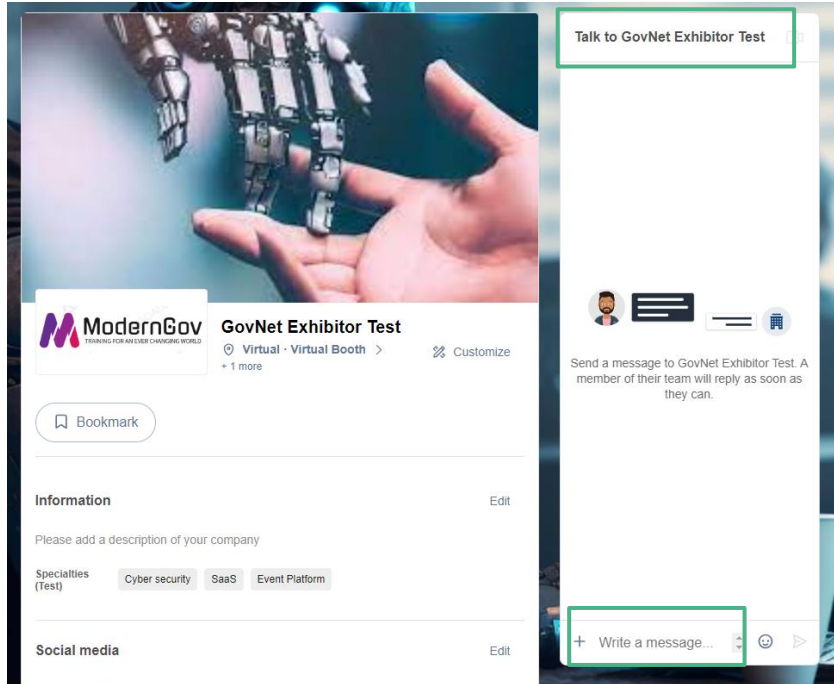 Talk to GovNet Exhibitor Test
ModernGov
TRAINING FOR AN EVER CHANGING WORLD
GovNet Exhibitor Test
Virtual · Virtual Booth >
+ 1 more
Customize
Bookmark
Information
Edit
Please add a description of your company
Specialties
(Test)
Cyber security
SaaS
Event Platform
Social media
Edit
Send a message to GovNet Exhibitor Test. A
member of their team will reply as soon as
they can.
+ Write a message...